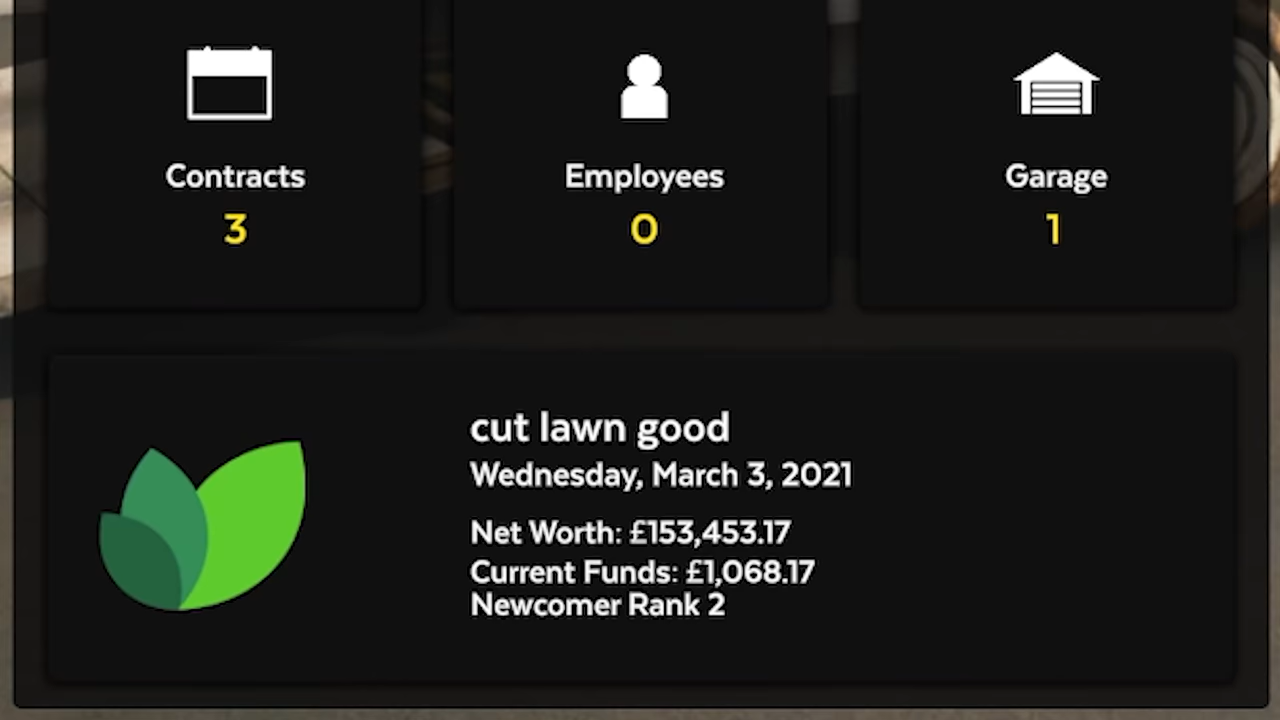 Contracts
3
Employees
0
Garage
1
cut lawn good
Wednesday, March 3, 2021
Net Worth: £153,453.17
Current Funds: £1,068.17
Newcomer Rank 2